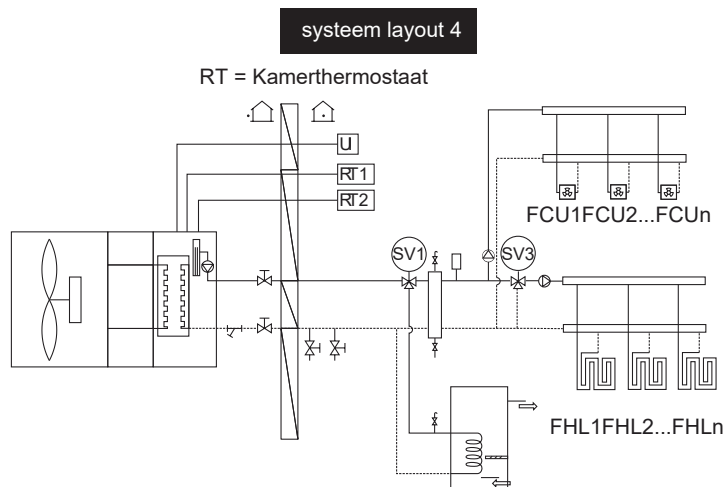 systeem layout 4
RT = Kamerthermostaat
U
RT1
RT2
SV1
SV3
FCU1FCU2...FCUn
FHL1FHL2...FHLn